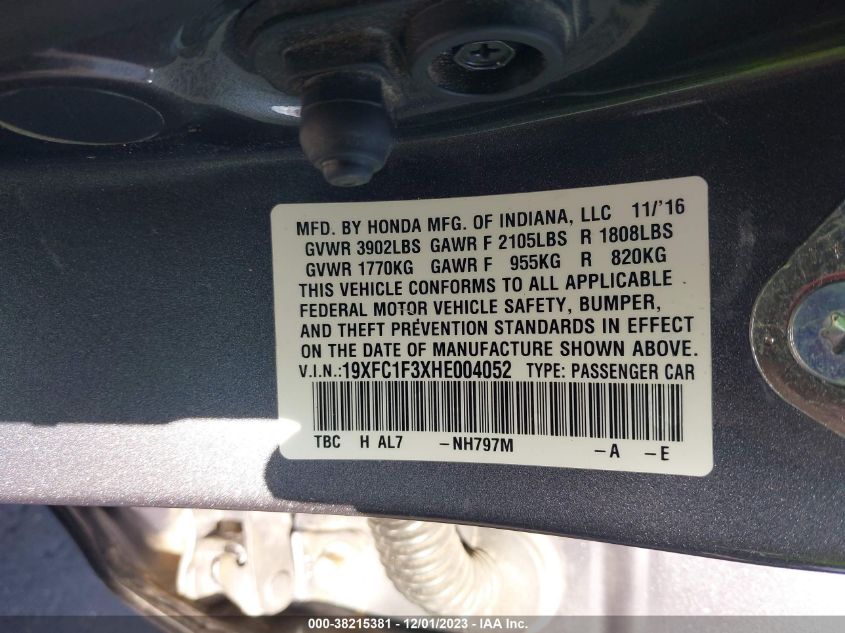 MFD. BY HONDA MFG. OF INDIANA, LLC 11/'16
GVWR 3902LBS GAWR F 2105LBS R 1808LBS
GVWR 1770KG GAWR F 955KG R 820KG
THIS VEHICLE CONFORMS TO ALL APPLICABLE
FEDERAL MOTOR VEHICLE SAFETY, BUMPER,
AND THEFT PREVENTION STANDARDS IN EFFECT
ON THE DATE OF MANUFACTURE SHOWN ABOVE.
V.I.N.:19XFC1F3XHE004052 TYPE: PASSENGER CAR
TBC H AL7 –NH797M –A –E
000-38215381 - 12/01/2023 - IAA Inc.